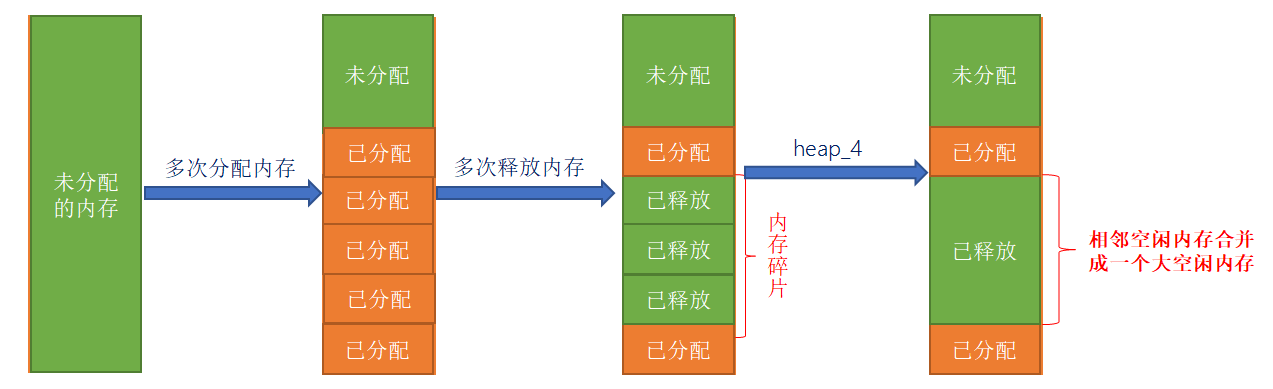 未分配
的内存
多次分配内存
未分配
已分配
已分配
已分配
已分配
已分配
多次释放内存
未分配
已分配
已释放
已释放
已释放
已分配
内存碎片
heap_4
未分配
已分配
已释放
已分配
相邻空闲内存合并
成一个大空闲内存